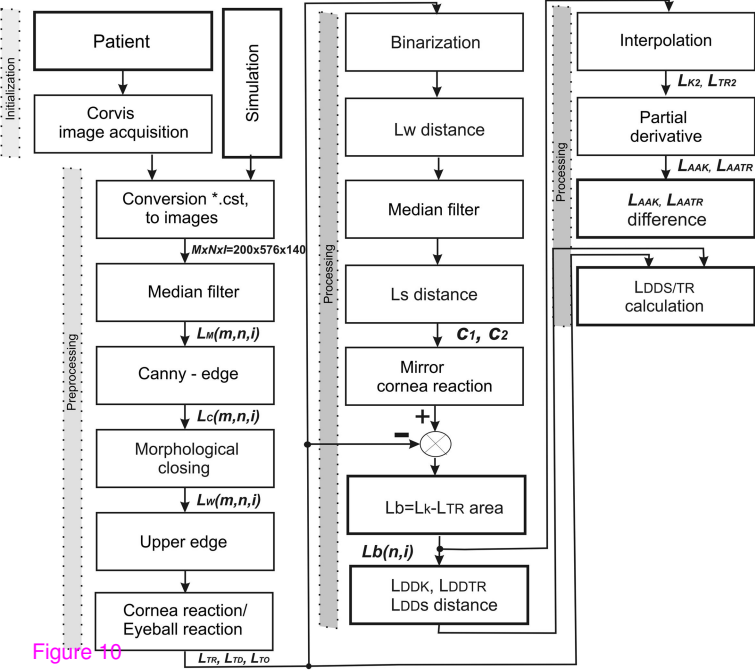 Initialization
Patient
Simulation
Corvis
image acquisition
Preprocessing
Conversion *.cst,
to images
MxNxI=200x576x140
Median filter
LM(m,n,i)
Canny - edge
LC(m,n,i)
Morphological
closing
LW(m,n,i)
Upper edge
Cornea reaction/
Eyeball reaction
LTR, LTD, LTO
Figure 10
Processing
Binarization
Lw distance
Median filter
Ls distance
C1, C2
Mirror
cornea reaction
+
−
Lb=Lk-LTR area
Lb(n,i)
LDDK, LDDTR
LDDs distance
Processing
Interpolation
LK2, LTR2
Partial
derivative
LAAK, LAATR
LAAK, LAATR
difference
LDDS/TR
calculation